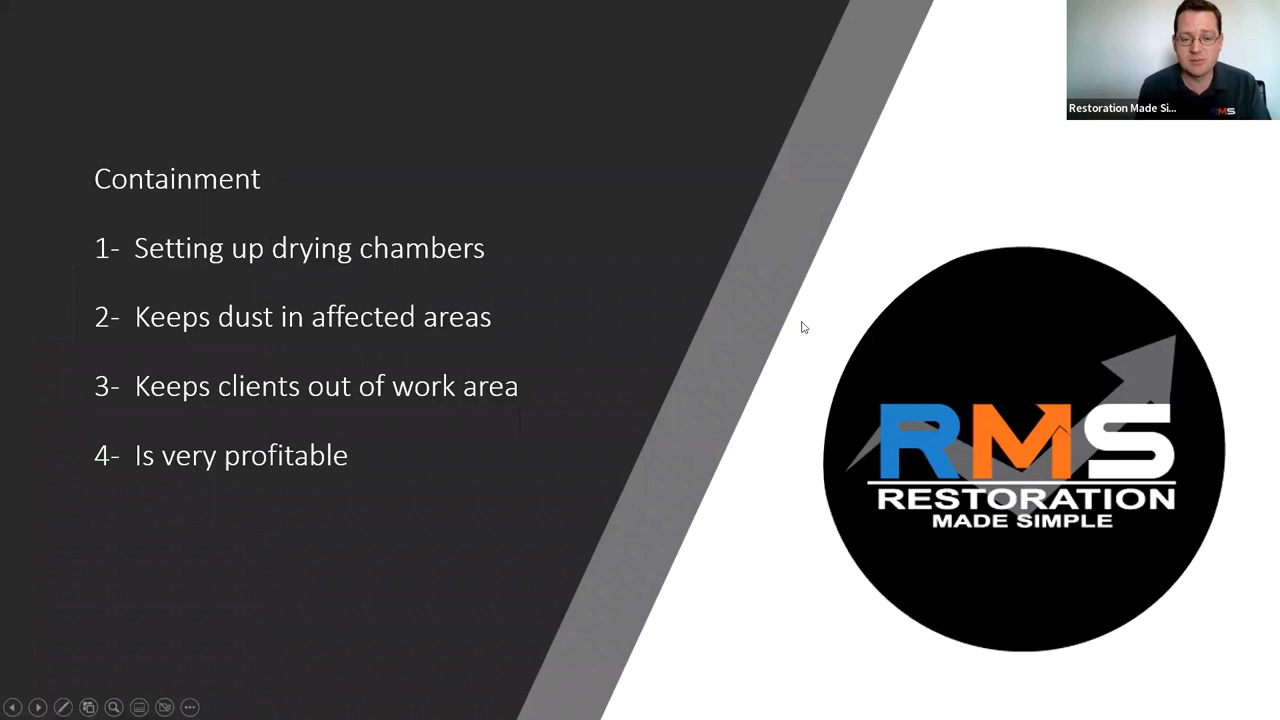 Restoration Made Si...
RMS
Containment
1- Setting up drying chambers
2- Keeps dust in affected areas
3- Keeps clients out of work area
4- Is very profitable
RMS
RESTORATION
MADE SIMPLE